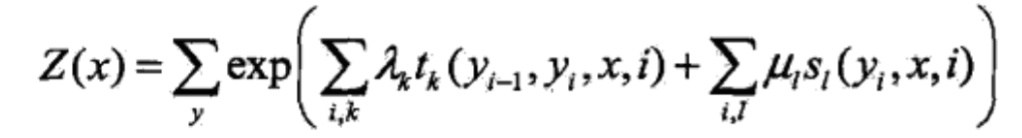 Z(x) = ∑_y exp( ∑_{i,k} λ_k t_k (y_{i-1}, y_i, x, i) + ∑_{i,l} μ_l s_l (y_i, x, i) )